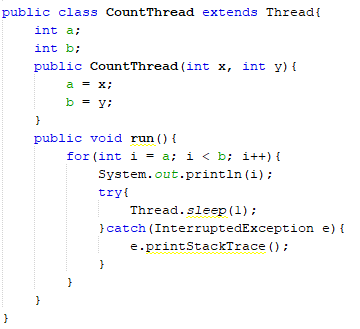 public class CountThread extends Thread{
    int a;
    int b;
    public CountThread(int x, int y){
        a = x;
        b = y;
    }
    public void run(){
        for(int i = a; i < b; i++){
            System.out.println(i);
            try{
                Thread.sleep(1);
            }catch(InterruptedException e){
                e.printStackTrace();
            }
        }
    }
}